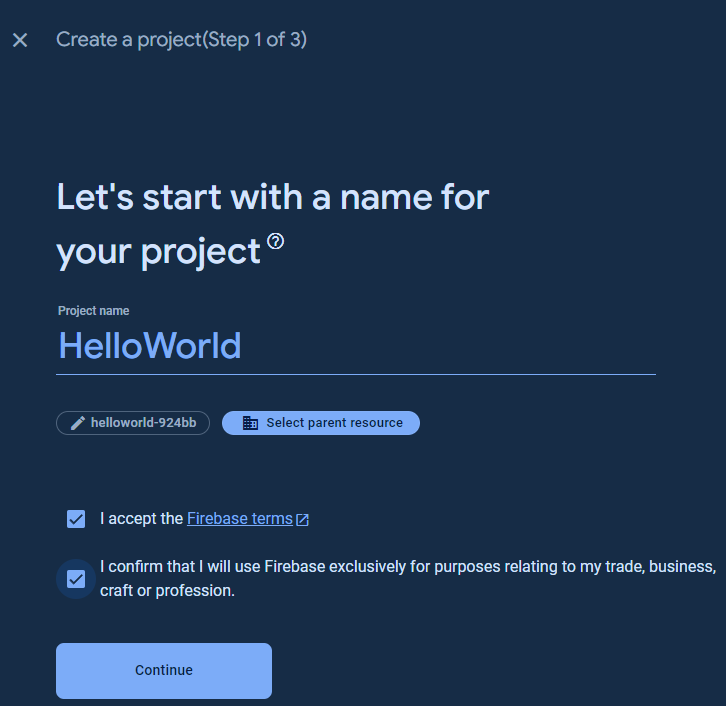 Create a project(Step 1 of 3)
Let's start with a name for
your project
Project name
HelloWorld
helloworld-924bb
Select parent resource
I accept the Firebase terms
I confirm that I will use Firebase exclusively for purposes relating to my trade, business,
craft or profession.
Continue